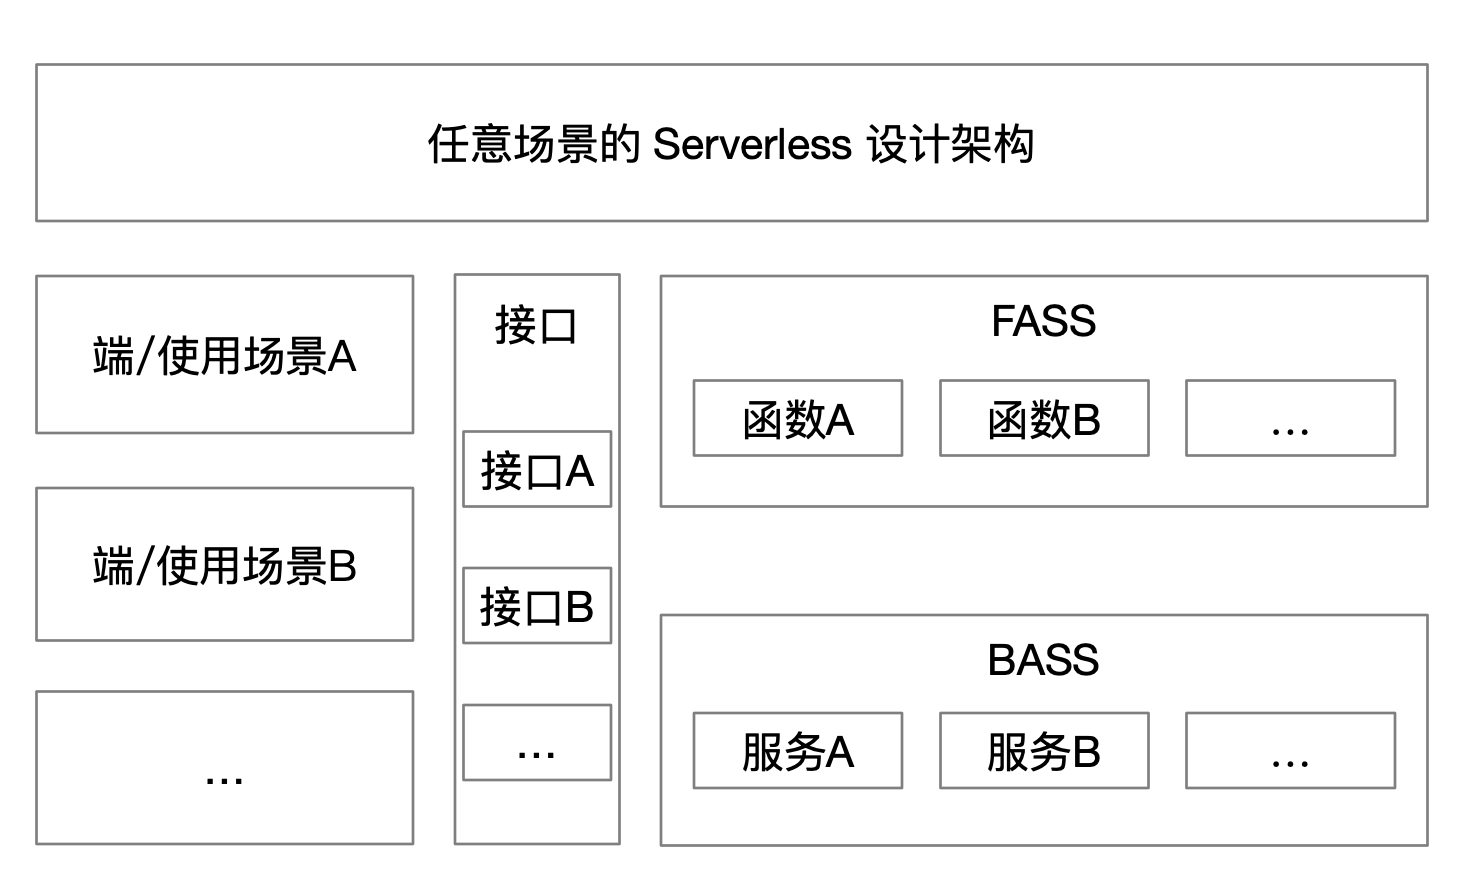 任意场景的 Serverless 设计架构
端/使用场景A
端/使用场景B
...
接口
接口A
接口B
...
FASS
函数A
函数B
...
BASS
服务A
服务B
...